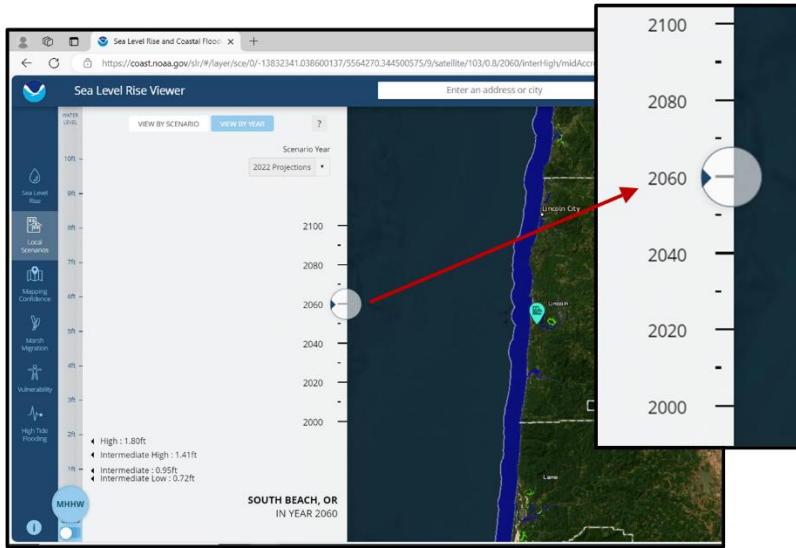 Sea Level Rise and Coastal Flood
https://coast.noaa.gov/slr/#/layer/sce/0/-13832341.038600137/5564270.344500575/9/satellite/103/0.8/2060/interHigh/midAccr
Sea Level Rise Viewer
Enter an address or city
WATER
LEVEL
VIEW BY SCENARIO
VIEW BY YEAR
?
Scenario Year
2022 Projections
10ft
9ft
8ft
7ft
6ft
5ft
4ft
3ft
2ft
1ft
MHHW
Sea Level
Rise
Local
Scenarios
Mapping
Confidence
Marsh
Migration
Vulnerability
High Tide
Flooding
2100
2080
2060
2040
2020
2000
High : 1.80ft
Intermediate High : 1.41ft
Intermediate : 0.95ft
Intermediate Low : 0.72ft
SOUTH BEACH, OR
IN YEAR 2060
Lincoln City
Lincoln
Lane
2100
2080
2060
2040
2020
2000